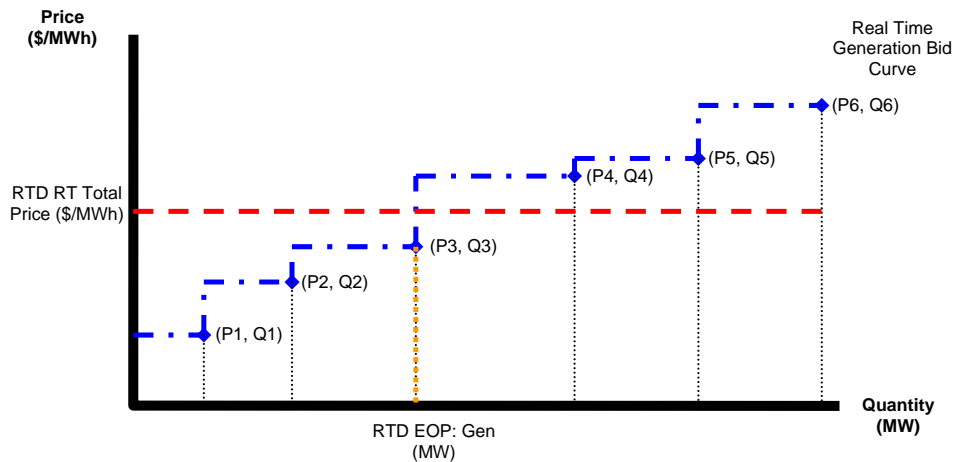 Price
($/MWh)
Real Time
Generation Bid
Curve
(P6, Q6)
(P5, Q5)
(P4, Q4)
RTD RT Total
Price ($/MWh)
(P3, Q3)
(P2, Q2)
(P1, Q1)
Quantity
(MW)
RTD EOP: Gen
(MW)